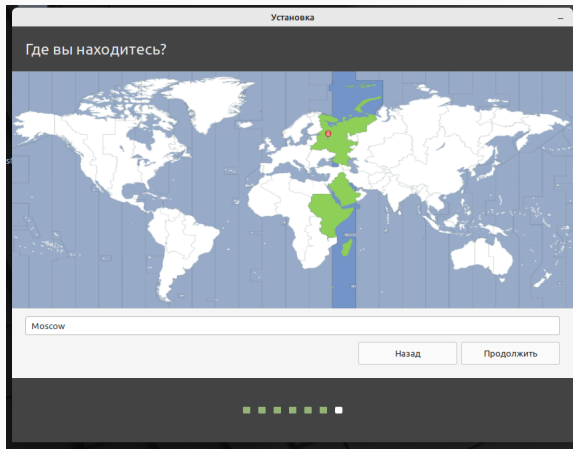 Установка
Где вы находитесь?
Moscow
Назад
Продолжить